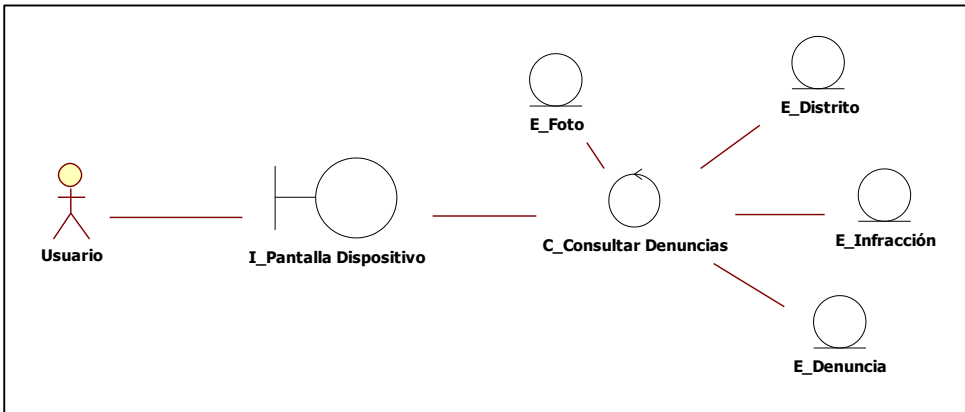 E_Foto
E_Distrito
Usuario
I_Pantalla Dispositivo
C_Consultar Denuncias
E_Infracción
E_Denuncia